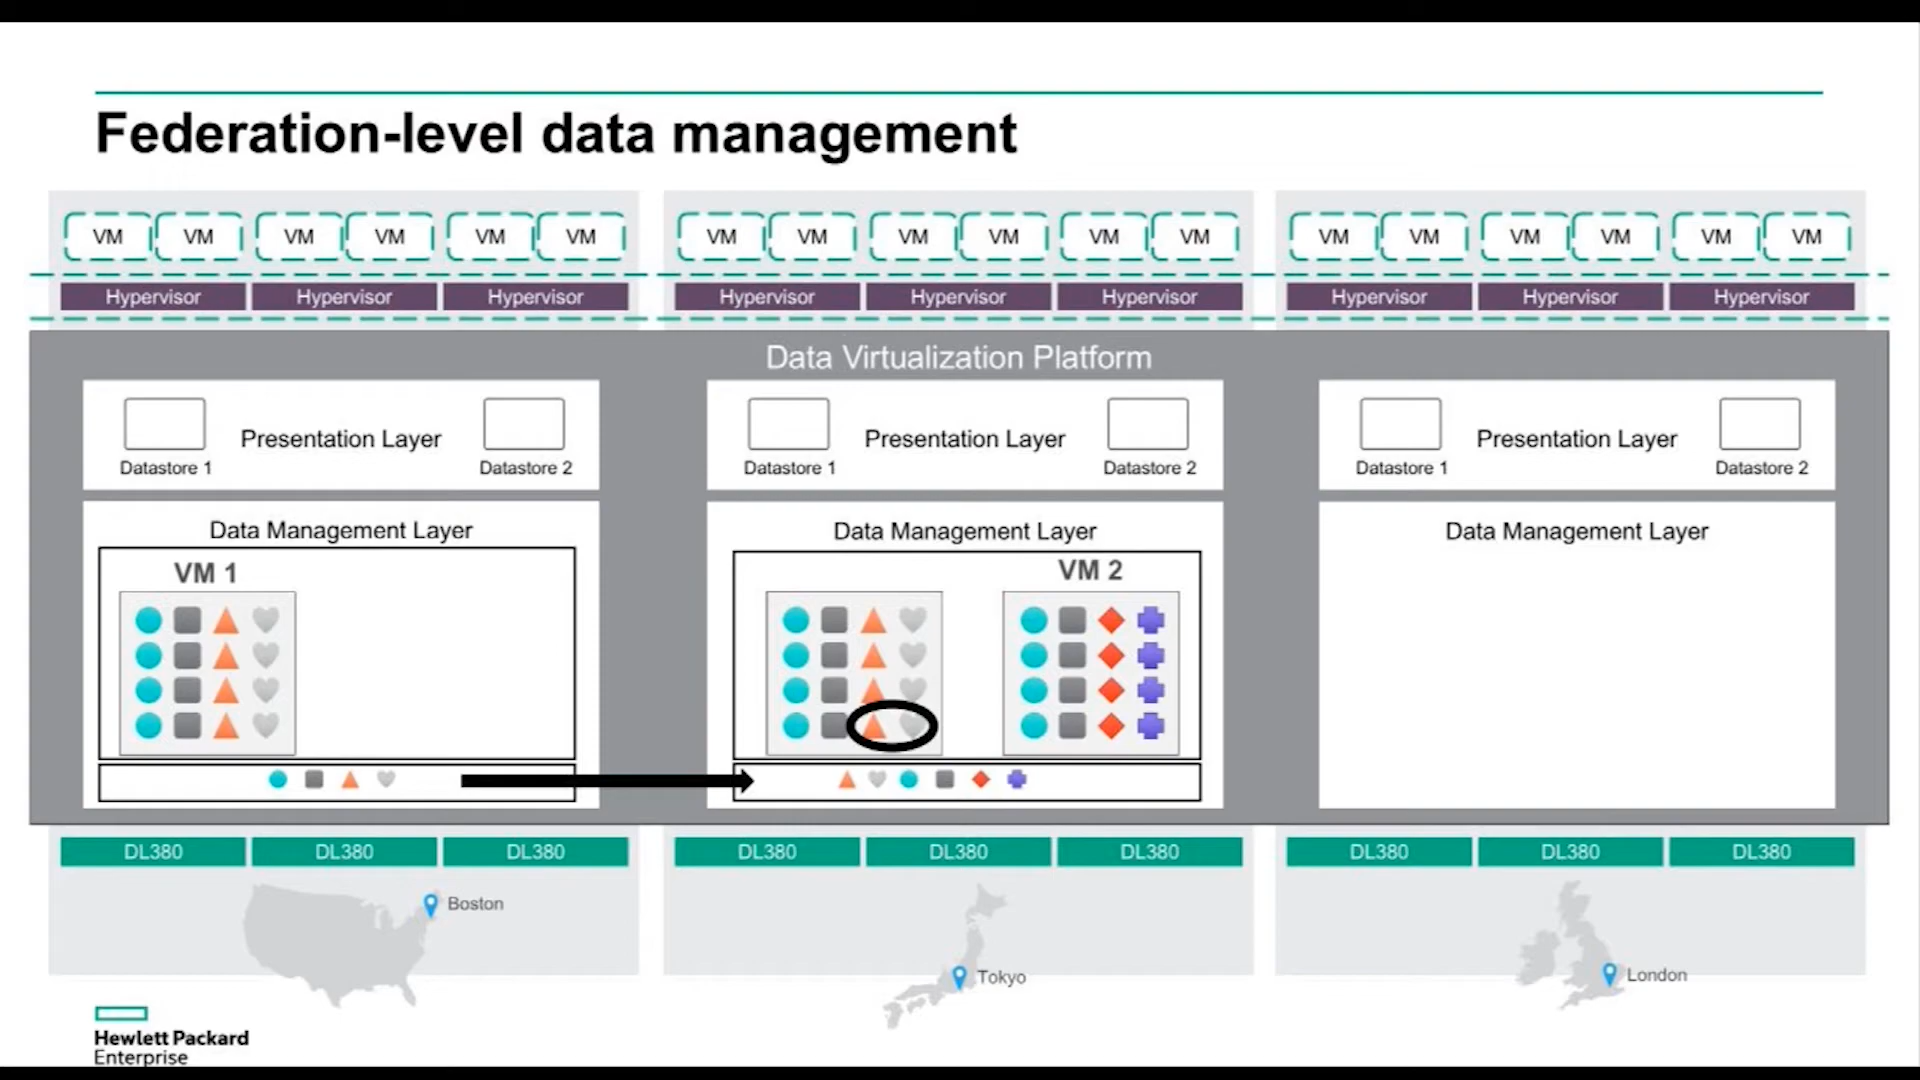 Federation-level data management
VM VM VM VM VM VM VM VM VM VM VM VM VM VM VM VM VM VM
Hypervisor Hypervisor Hypervisor Hypervisor Hypervisor Hypervisor Hypervisor Hypervisor Hypervisor
Data Virtualization Platform
Presentation Layer Presentation Layer Presentation Layer
Datastore 1 Datastore 2 Datastore 1 Datastore 2 Datastore 1 Datastore 2
Data Management Layer Data Management Layer Data Management Layer
VM 1 VM 2
DL380 DL380 DL380 DL380 DL380 DL380 DL380 DL380 DL380
Boston
Tokyo London
Hewlett Packard
Enterprise